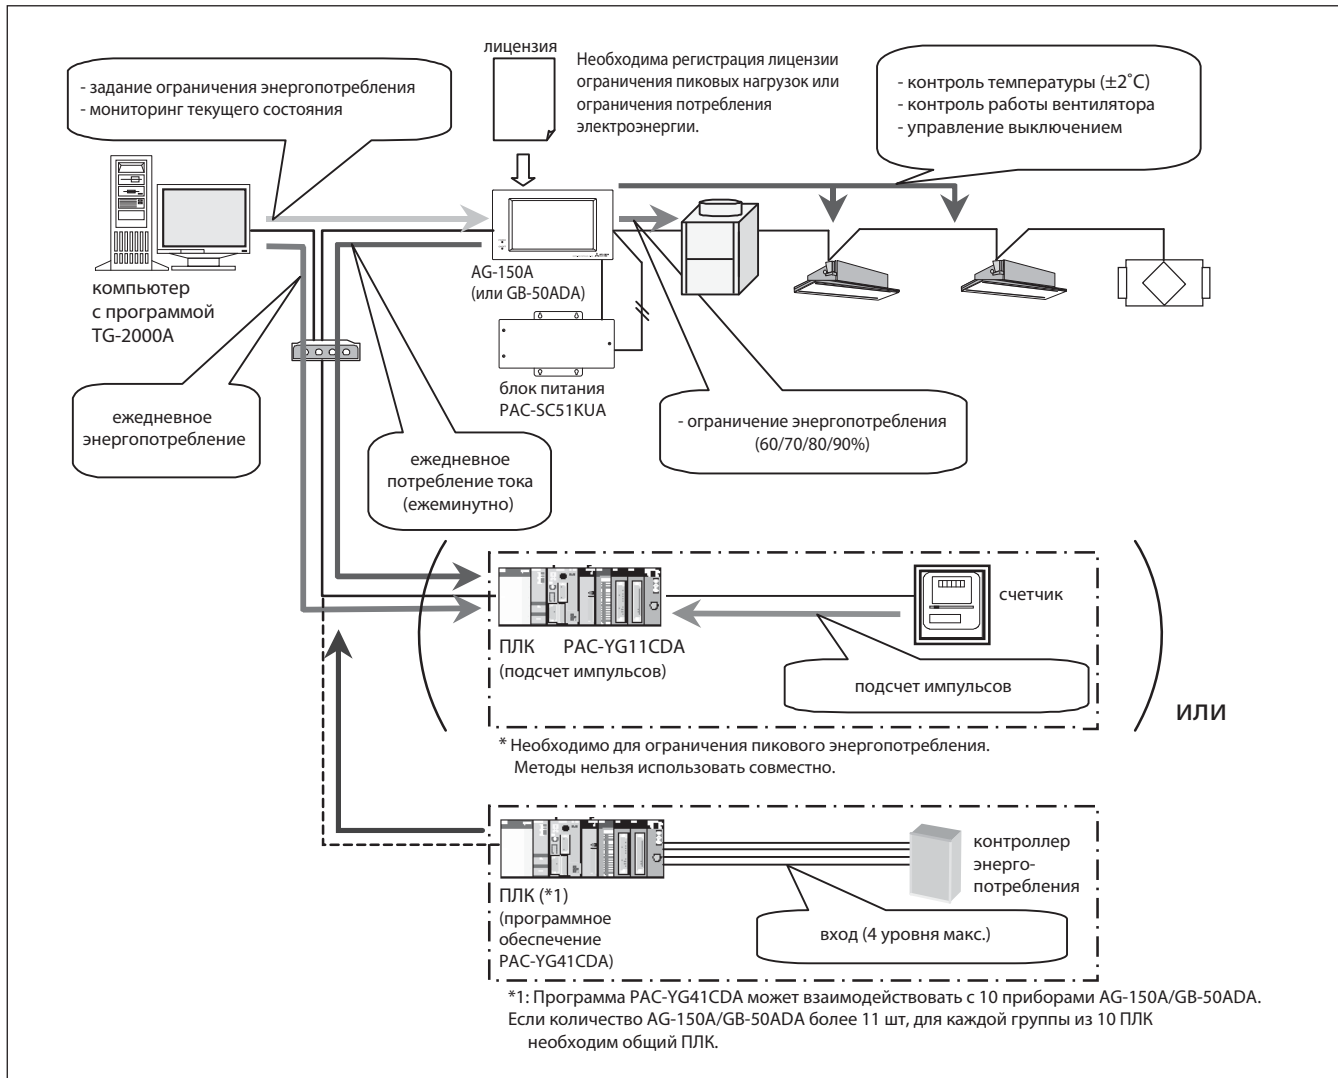 лицензия
Необходима регистрация лицензии
ограничения пиковых нагрузок или
ограничения потребления
электроэнергии.
- задание ограничения энергопотребления
- мониторинг текущего состояния
- контроль температуры (±2˚C)
- контроль работы вентилятора
- управление выключением
компьютер
с программой
TG-2000A
AG-150A
(или GB-50ADA)
блок питания
PAC-SC51KUA
ежедневное
энергопотребление
ежедневное
потребление тока
(ежеминутно)
- ограничение энергопотребления
(60/70/80/90%)
счетчик
ПЛК PAC-YG11CDA
(подсчет импульсов)
подсчет импульсов
или
* Необходимо для ограничения пикового энергопотребления.
Методы нельзя использовать совместно.
контроллер
энерго-
потребления
ПЛК (*1)
(программное
обеспечение
PAC-YG41CDA)
вход (4 уровня макс.)
*1: Программа PAC-YG41CDA может взаимодействовать с 10 приборами AG-150A/GB-50ADA.
Если количество AG-150A/GB-50ADA более 11 шт, для каждой группы из 10 ПЛК
необходим общий ПЛК.